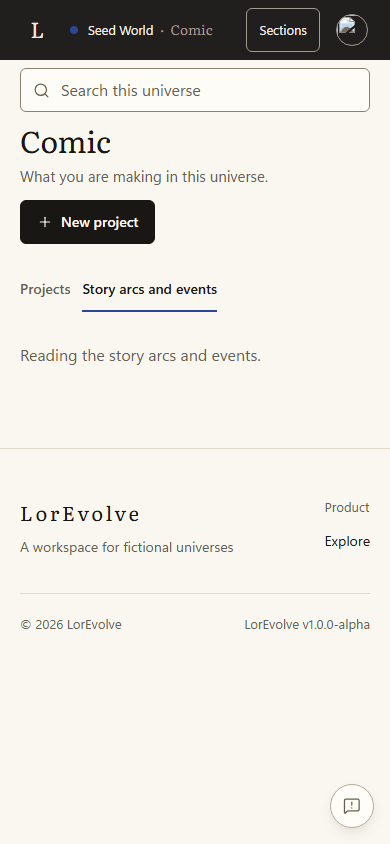 L
Seed World · Comic
Sections
Search this universe
Comic
What you are making in this universe.
New project
Projects
Story arcs and events
Reading the story arcs and events.
LorEvolve
A workspace for fictional universes
Product
Explore
© 2026 LorEvolve
LorEvolve v1.0.0-alpha